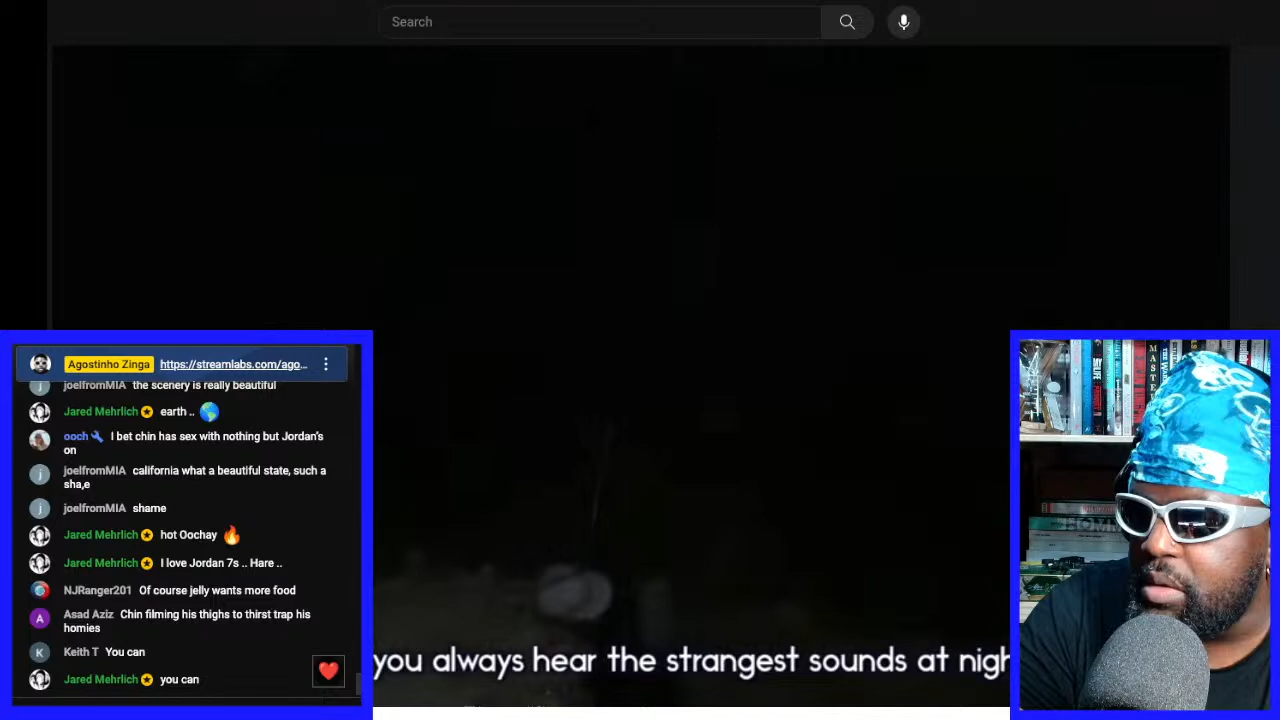 Search
Agostinho Zinga https://streamlabs.com/ago...
joelfromMIA the scenery is really beautiful
Jared Mehrlich earth .. 🌎
ooch I bet chin has sex with nothing but Jordan's
on
joelfromMIA california what a beautiful state, such a
sha,e
joelfromMIA shame
Jared Mehrlich hot Oochay 🔥
Jared Mehrlich I love Jordan 7s .. Hare ..
NJRanger201 Of course jelly wants more food
Asad Aziz Chin filming his thighs to thirst trap his
homies
Keith T You can
Jared Mehrlich you can
you always hear the strangest sounds at nigh